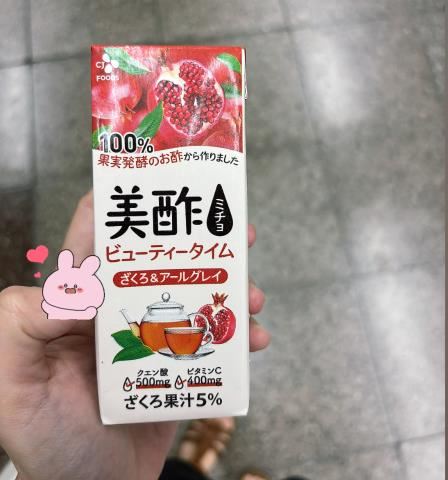 CJ
FOODS
100%
果実発酵のお酢から作りました
美酢
ミチョ
ビューティータイム
ざくろ&アールグレイ
クエン酸 ビタミンC
500mg 400mg
ざくろ果汁5%